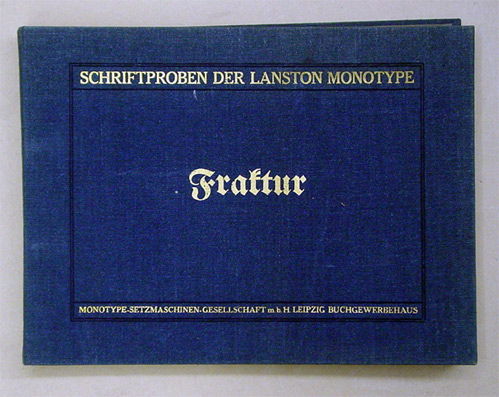 SCHRIFTPROBEN DER LANSTON MONOTYPE
Fraktur
MONOTYPE-SETZMASCHINEN-GESELLSCHAFT m.b.H. LEIPZIG BUCHGEWERBEHAUS